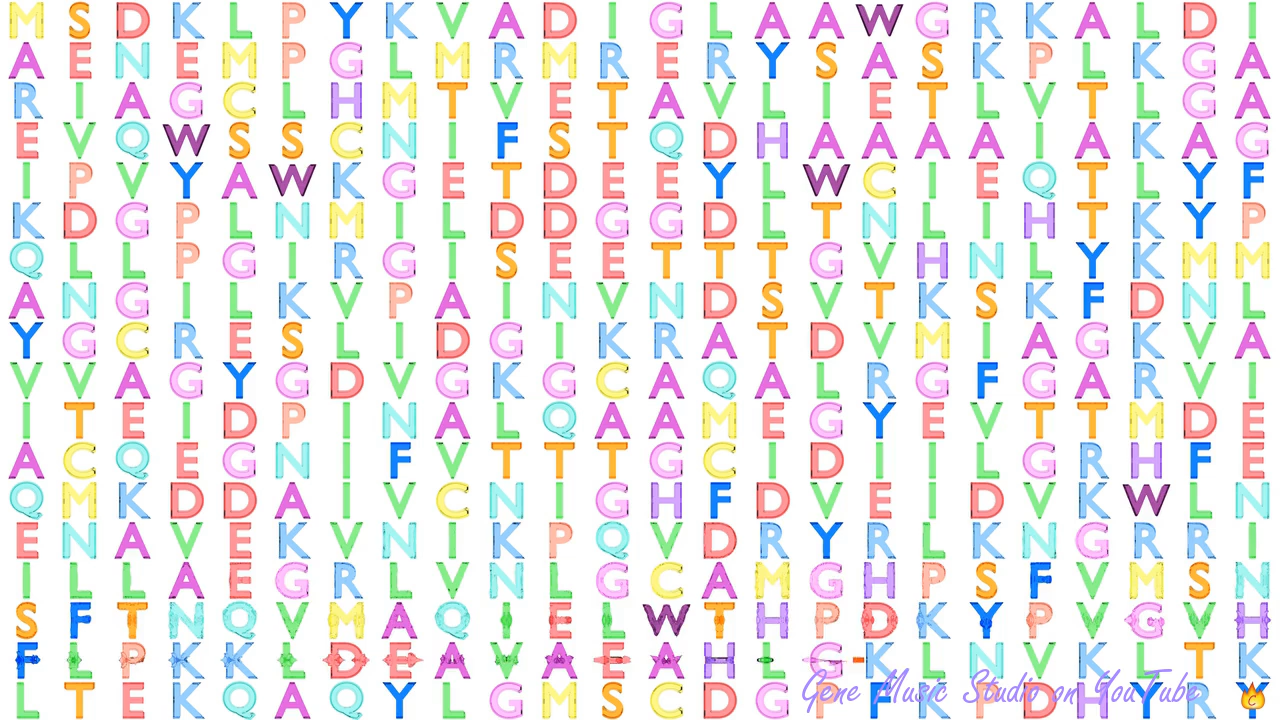 M S D K L P Y K V A D I G L A A W G R K A L D I
A E N E M P G L M R M R E R Y S A S K P L K G A
R I A G C L H M T V E T A V L I E T L V T L G A
E V Q W S S C N I F S T Q D H A A A A I A K A G
I P V Y A W K G E T D E E Y L W C I E Q T L Y F
K D G P L N M I L D D G G D L T N L I H T K Y P
Q L L P G I R G I S E E T T T G V H N L Y K M M
A N G I L K V P A I N V N D S V T K S K F D N L
Y G C R E S L I D G I K R A T D V M I A G K V A
V V A G Y G D V G K G C A Q A L R G F G A R V I
I T E I D P I N A L Q A A M E G Y E V T T M D E
A C Q E G N I F V T T T G C I D I I L G R H F E
Q M K D D A I V C N I G H F D V E I D V K W L N
E N A V E K V N I K P Q V D R Y R L K N G R R I
I L L A E G R L V N L G C A M G H P S F V M S N
S F T N Q V M A Q I E L W T H P D K Y P V G V H
F L P K K L D E A V A E A H L G K L N V K L T K
L T E K Q A Q Y L G M S C D G P F K P D H Y R Y
Gene Music Studio on YouTube